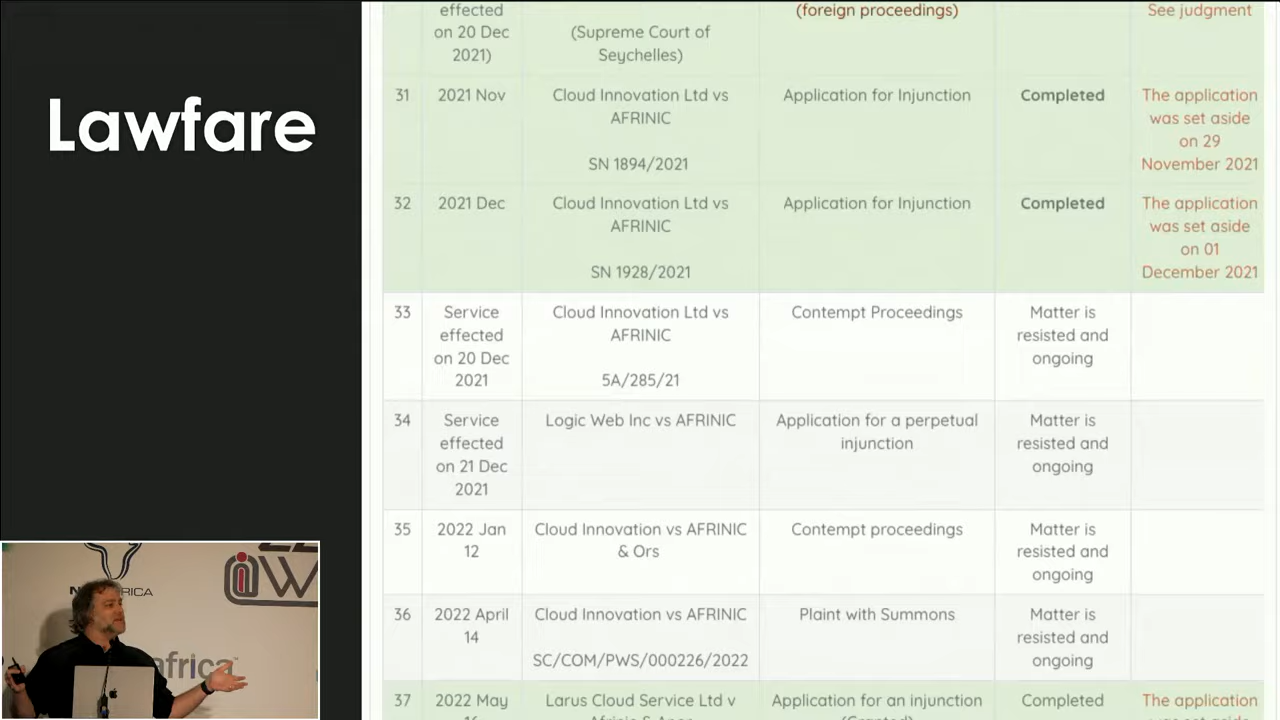 Lawfare
effected
on 20 Dec
2021)
(Supreme Court of
Seychelles)
(foreign proceedings)
See judgment
31
2021 Nov
Cloud Innovation Ltd vs
AFRINIC
SN 1894/2021
Application for Injunction
Completed
The application
was set aside
on 29
November 2021
32
2021 Dec
Cloud Innovation Ltd vs
AFRINIC
SN 1928/2021
Application for Injunction
Completed
The application
was set aside
on 01
December 2021
33
Service
effected
on 20 Dec
2021
Cloud Innovation Ltd vs
AFRINIC
5A/285/21
Contempt Proceedings
Matter is
resisted and
ongoing
34
Service
effected
on 21 Dec
2021
Logic Web Inc vs AFRINIC
Application for a perpetual
injunction
Matter is
resisted and
ongoing
35
2022 Jan
12
Cloud Innovation vs AFRINIC
& Ors
Contempt proceedings
Matter is
resisted and
ongoing
36
2022 April
14
Cloud Innovation vs AFRINIC
SC/COM/PWS/000226/2022
Plaint with Summons
Matter is
resisted and
ongoing
37
2022 May
Larus Cloud Service Ltd v
Application for an injunction
(Granted)
Completed
The application
africa